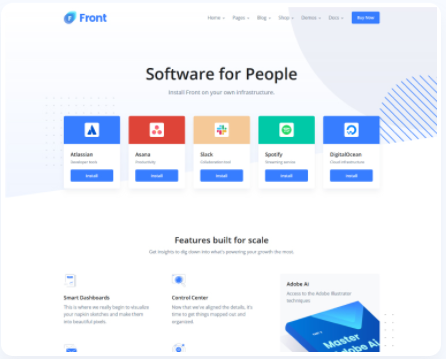 Front
Home Pages Blog Shop Demos Docs Buy Now
Software for People
Install Front on your own infrastructure.
Atlassian Asana Slack Spotify DigitalOcean
Developer tools Productivity Collaboration tool Streaming service Cloud infrastructure
Install Install Install Install Install
Features built for scale
Get insights to dig down into what's powering your growth the most.
Smart Dashboards
This is where we really begin to visualize
your napkin sketches and make them
into beautiful pixels.
Control Center
Now that we've aligned the details, it's
time to get things mapped out and
organized.
Adobe Ai
Access to the Adobe Illustrator
techniques
Master
Adobe Ai